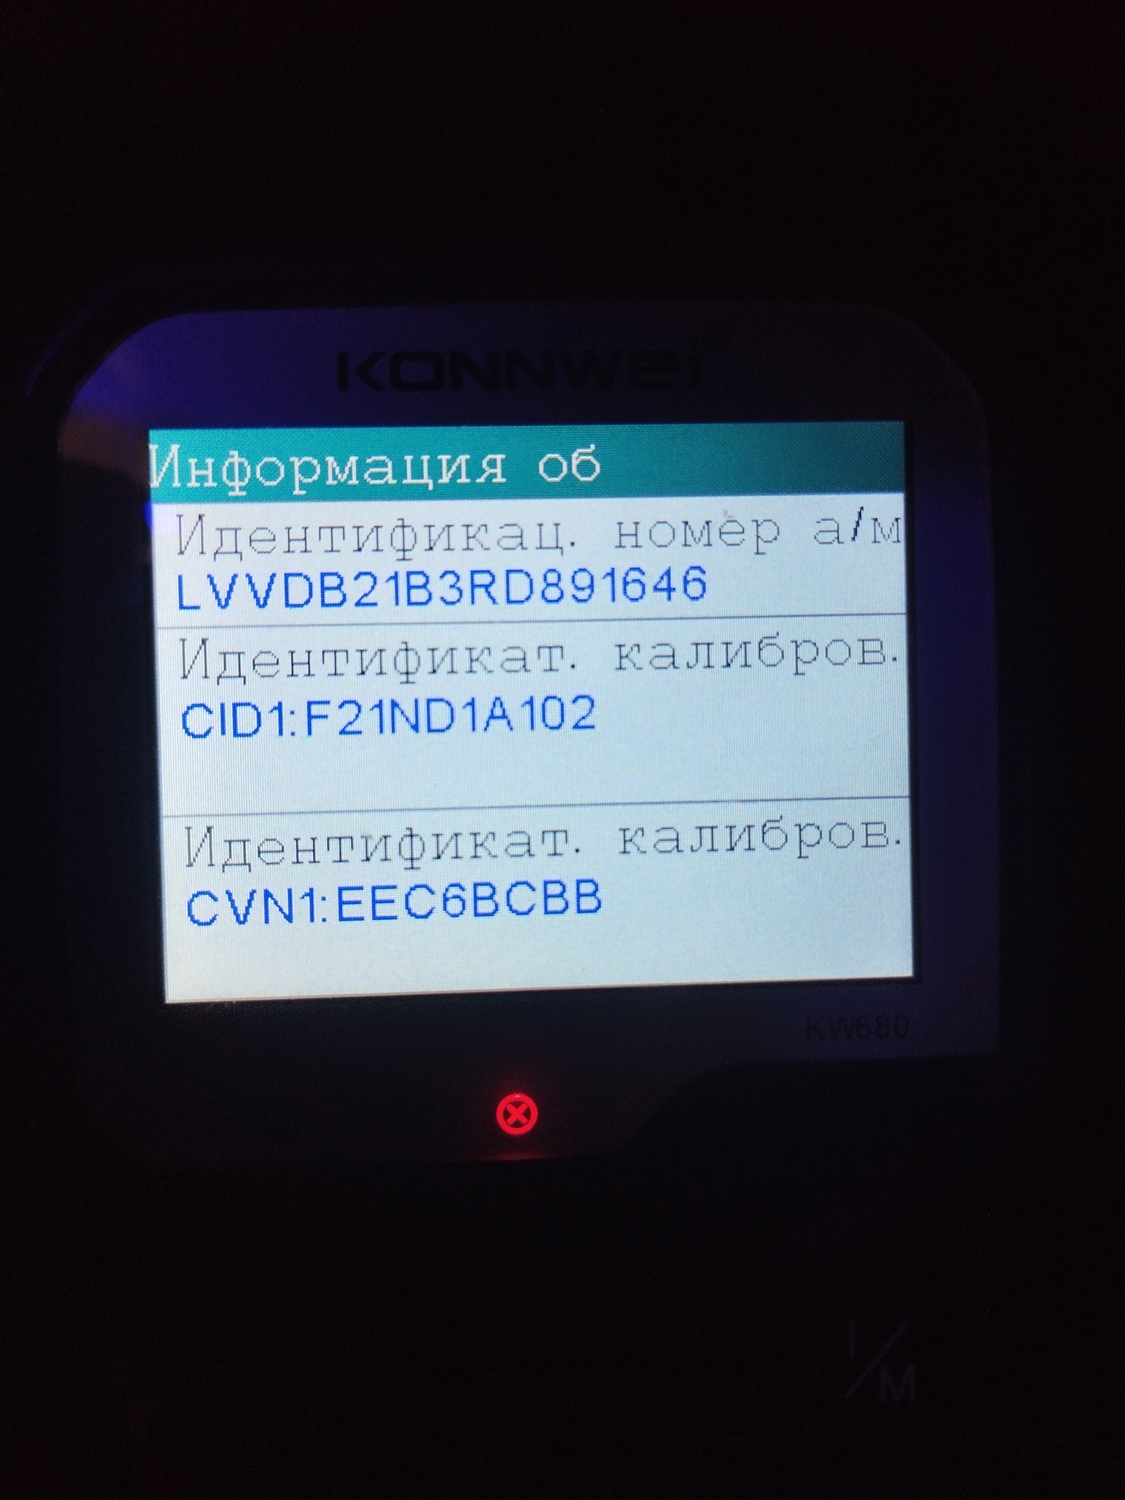 KONNWEI
Информация об
Идентификац. номер а/м
LVVDB21B3RD891646
Идентификат. калибров.
CID1:F21ND1A102
Идентификат. калибров.
CVN1:EEC6BCBB
KW680
I/M